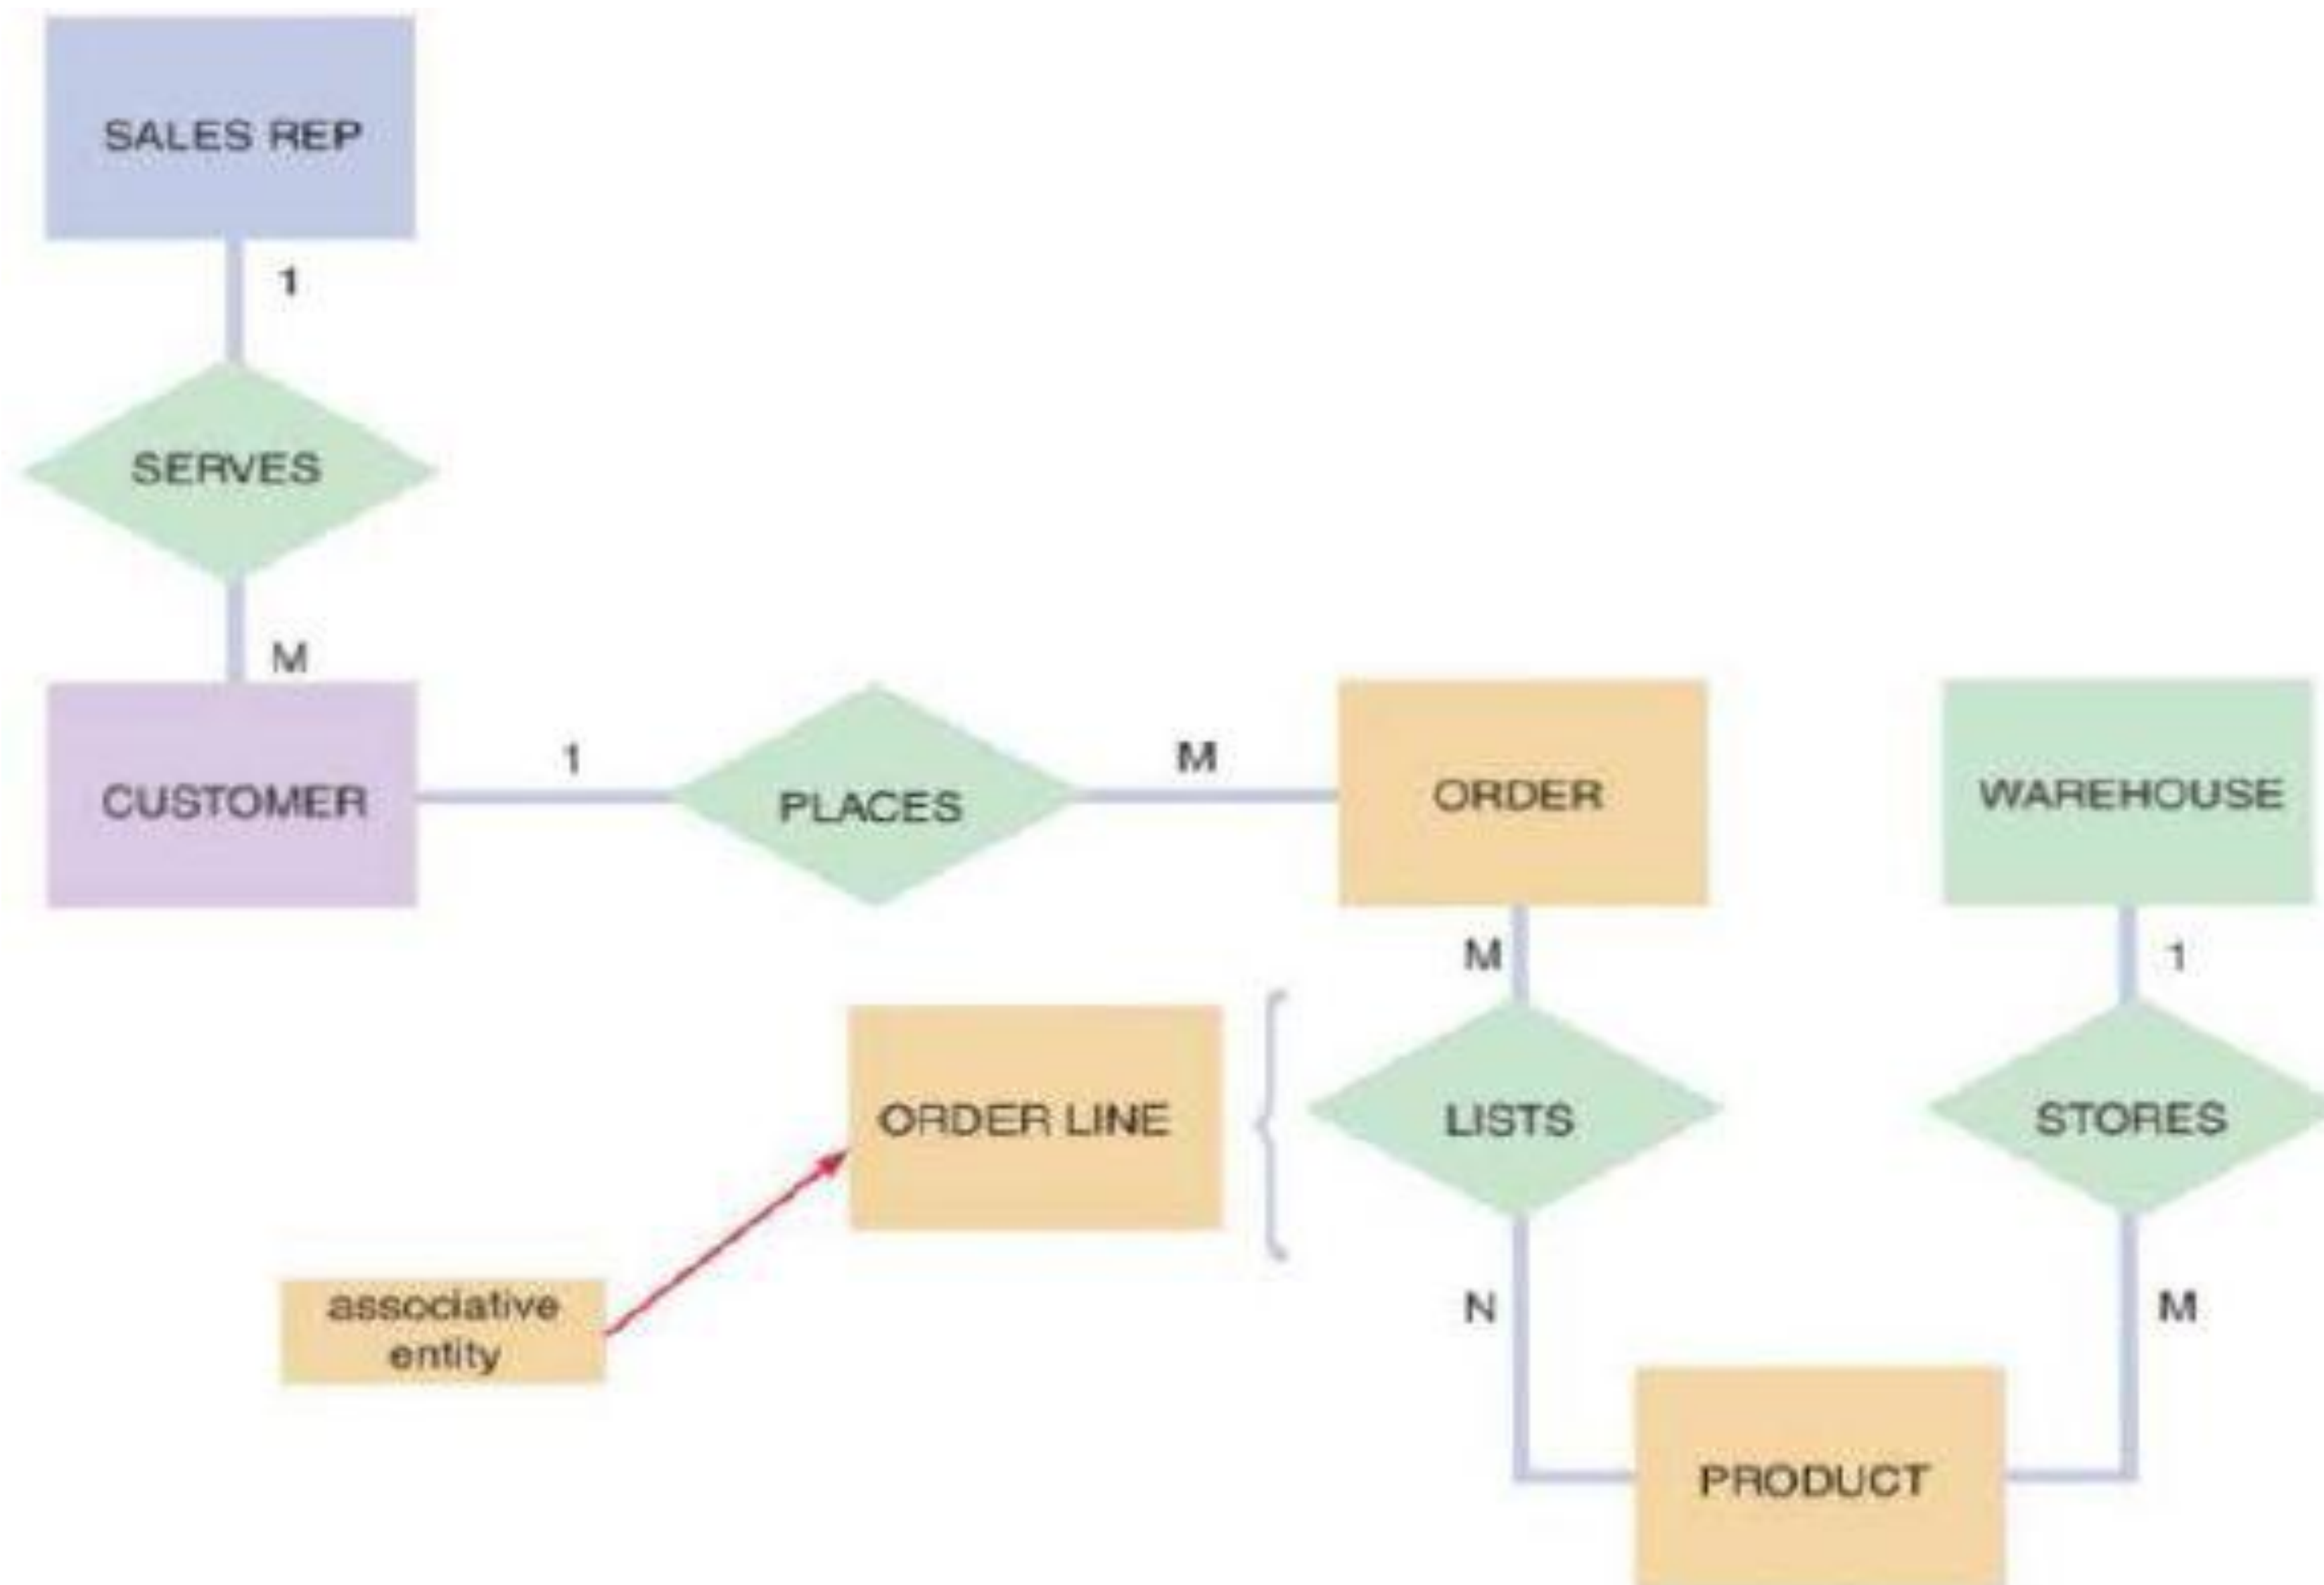 SALES REP
1
SERVES
M
CUSTOMER
1
PLACES
M
ORDER
WAREHOUSE
M
1
ORDER LINE
LISTS
STORES
associative
entity
N
M
PRODUCT